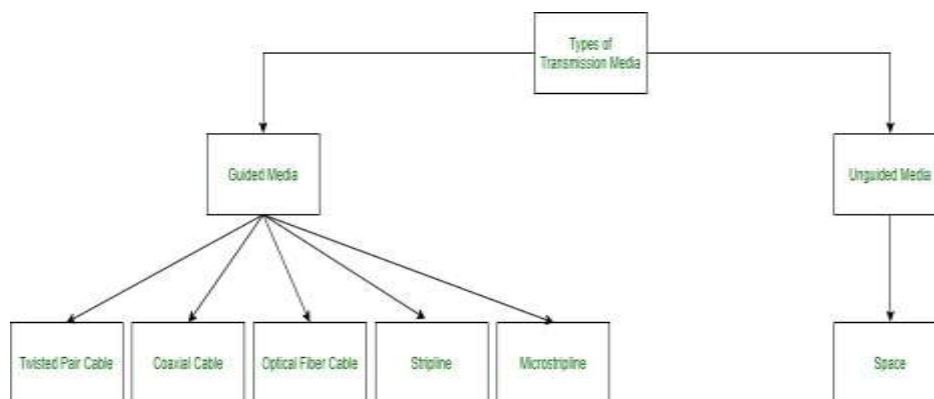 Types of
Transmission Media
Guided Media
Unguided Media
Twisted Pair Cable
Coaxial Cable
Optical Fiber Cable
Stripline
Microstripline
Space